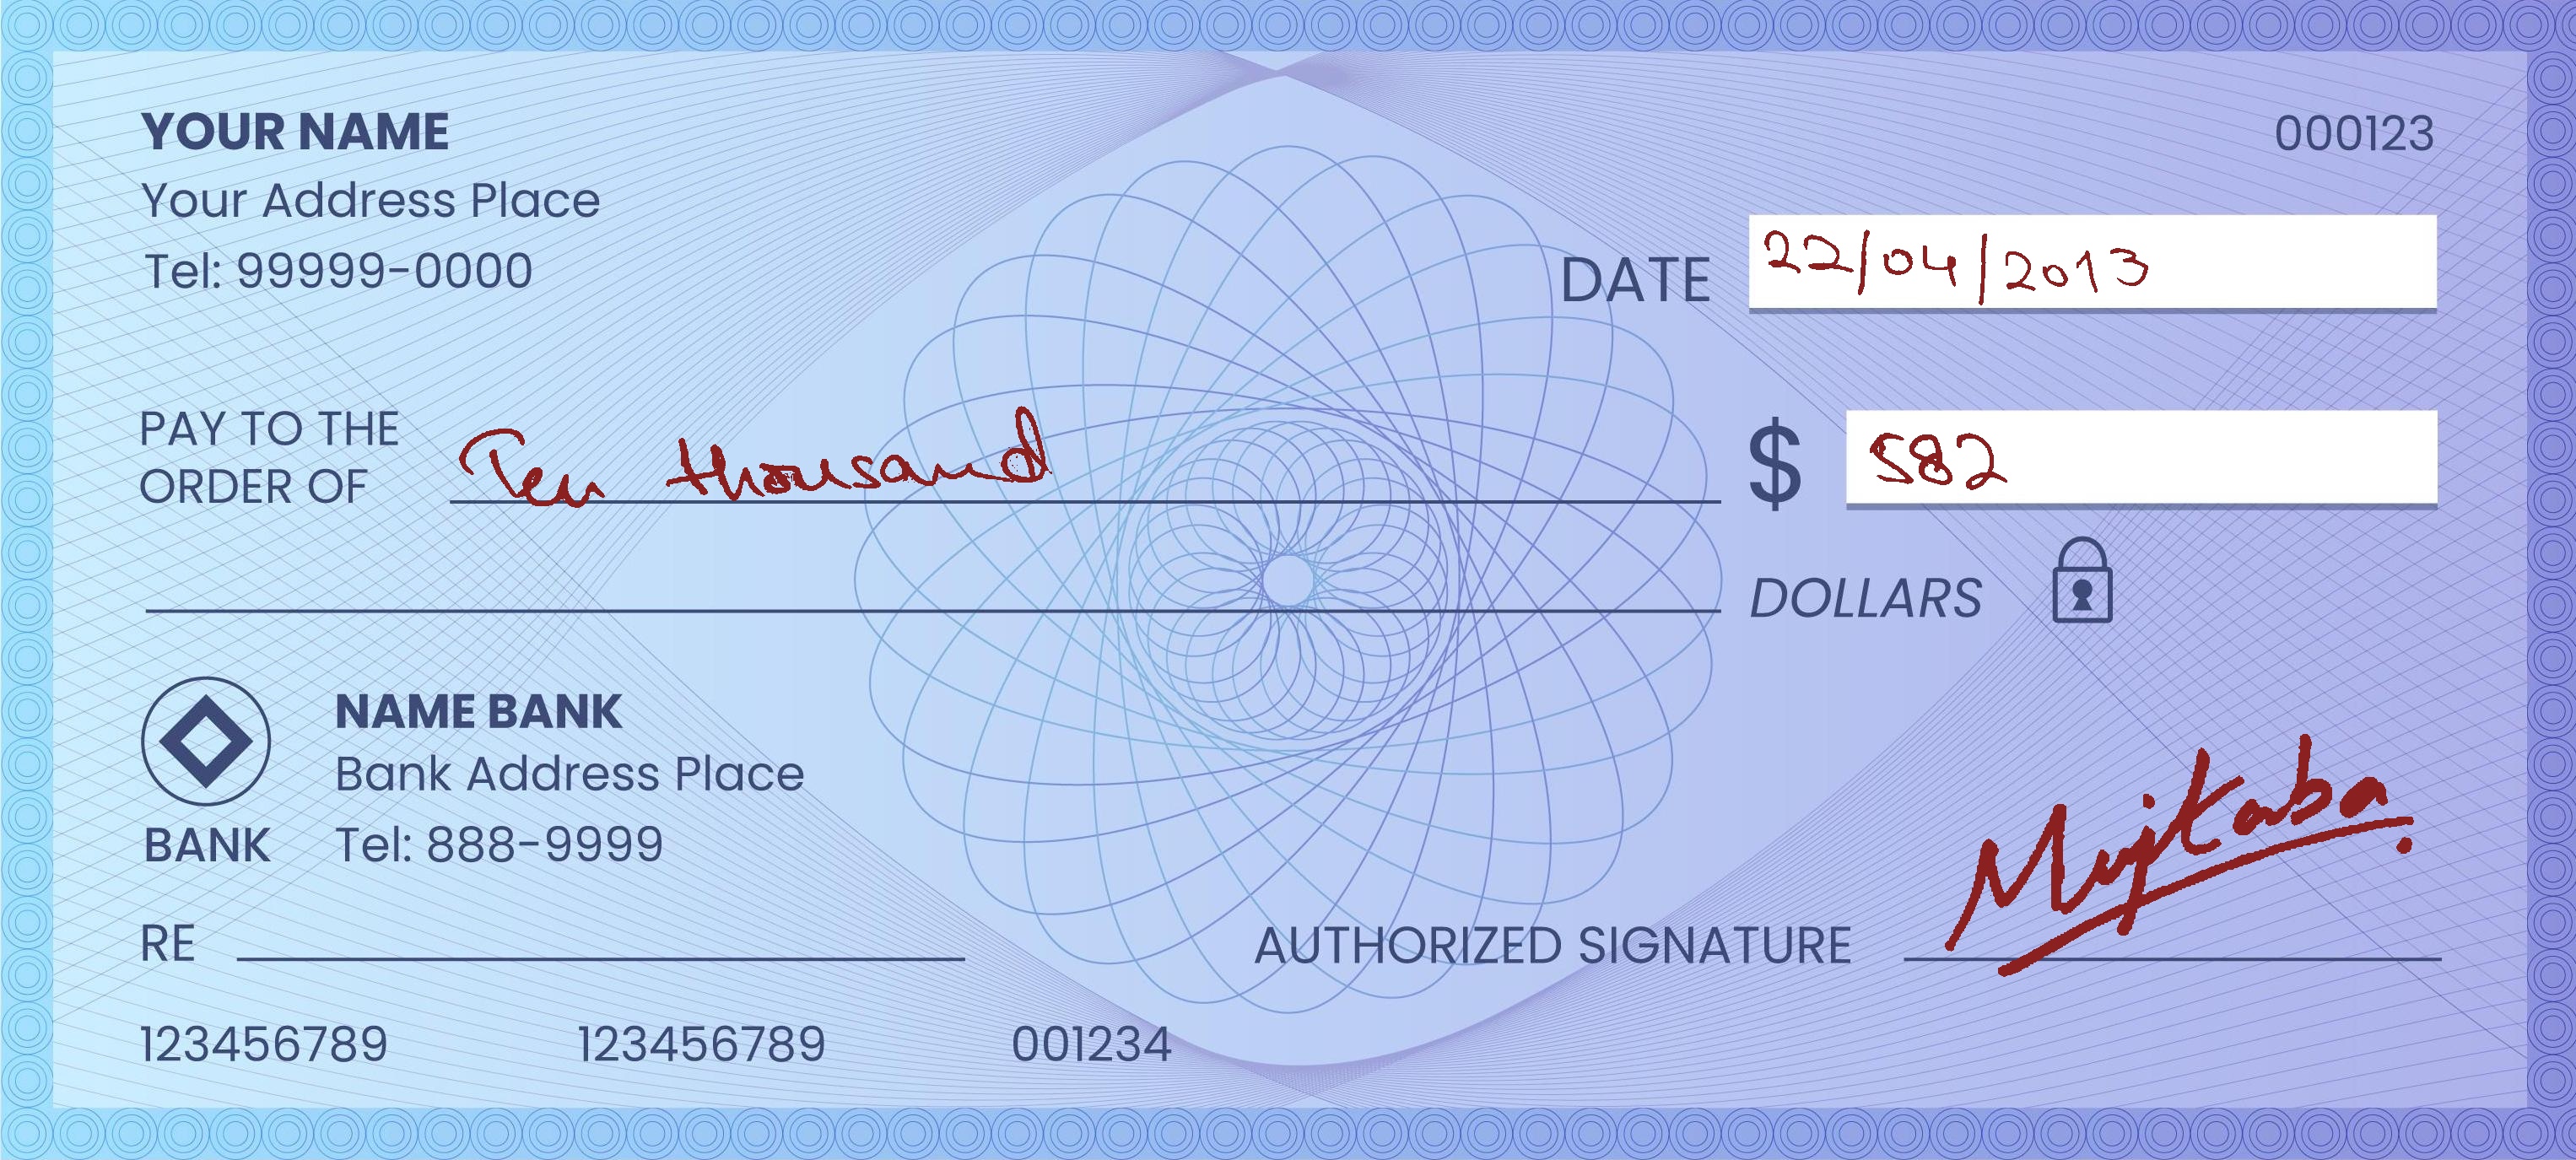 YOUR NAME
000123
Your Address Place
Tel: 99999-0000
DATE 22/04/2013
PAY TO THE
ORDER OF Ten thousand $ 582
DOLLARS
NAME BANK
Bank Address Place
BANK Tel: 888-9999
RE
AUTHORIZED SIGNATURE Mujtaba
123456789 123456789 001234